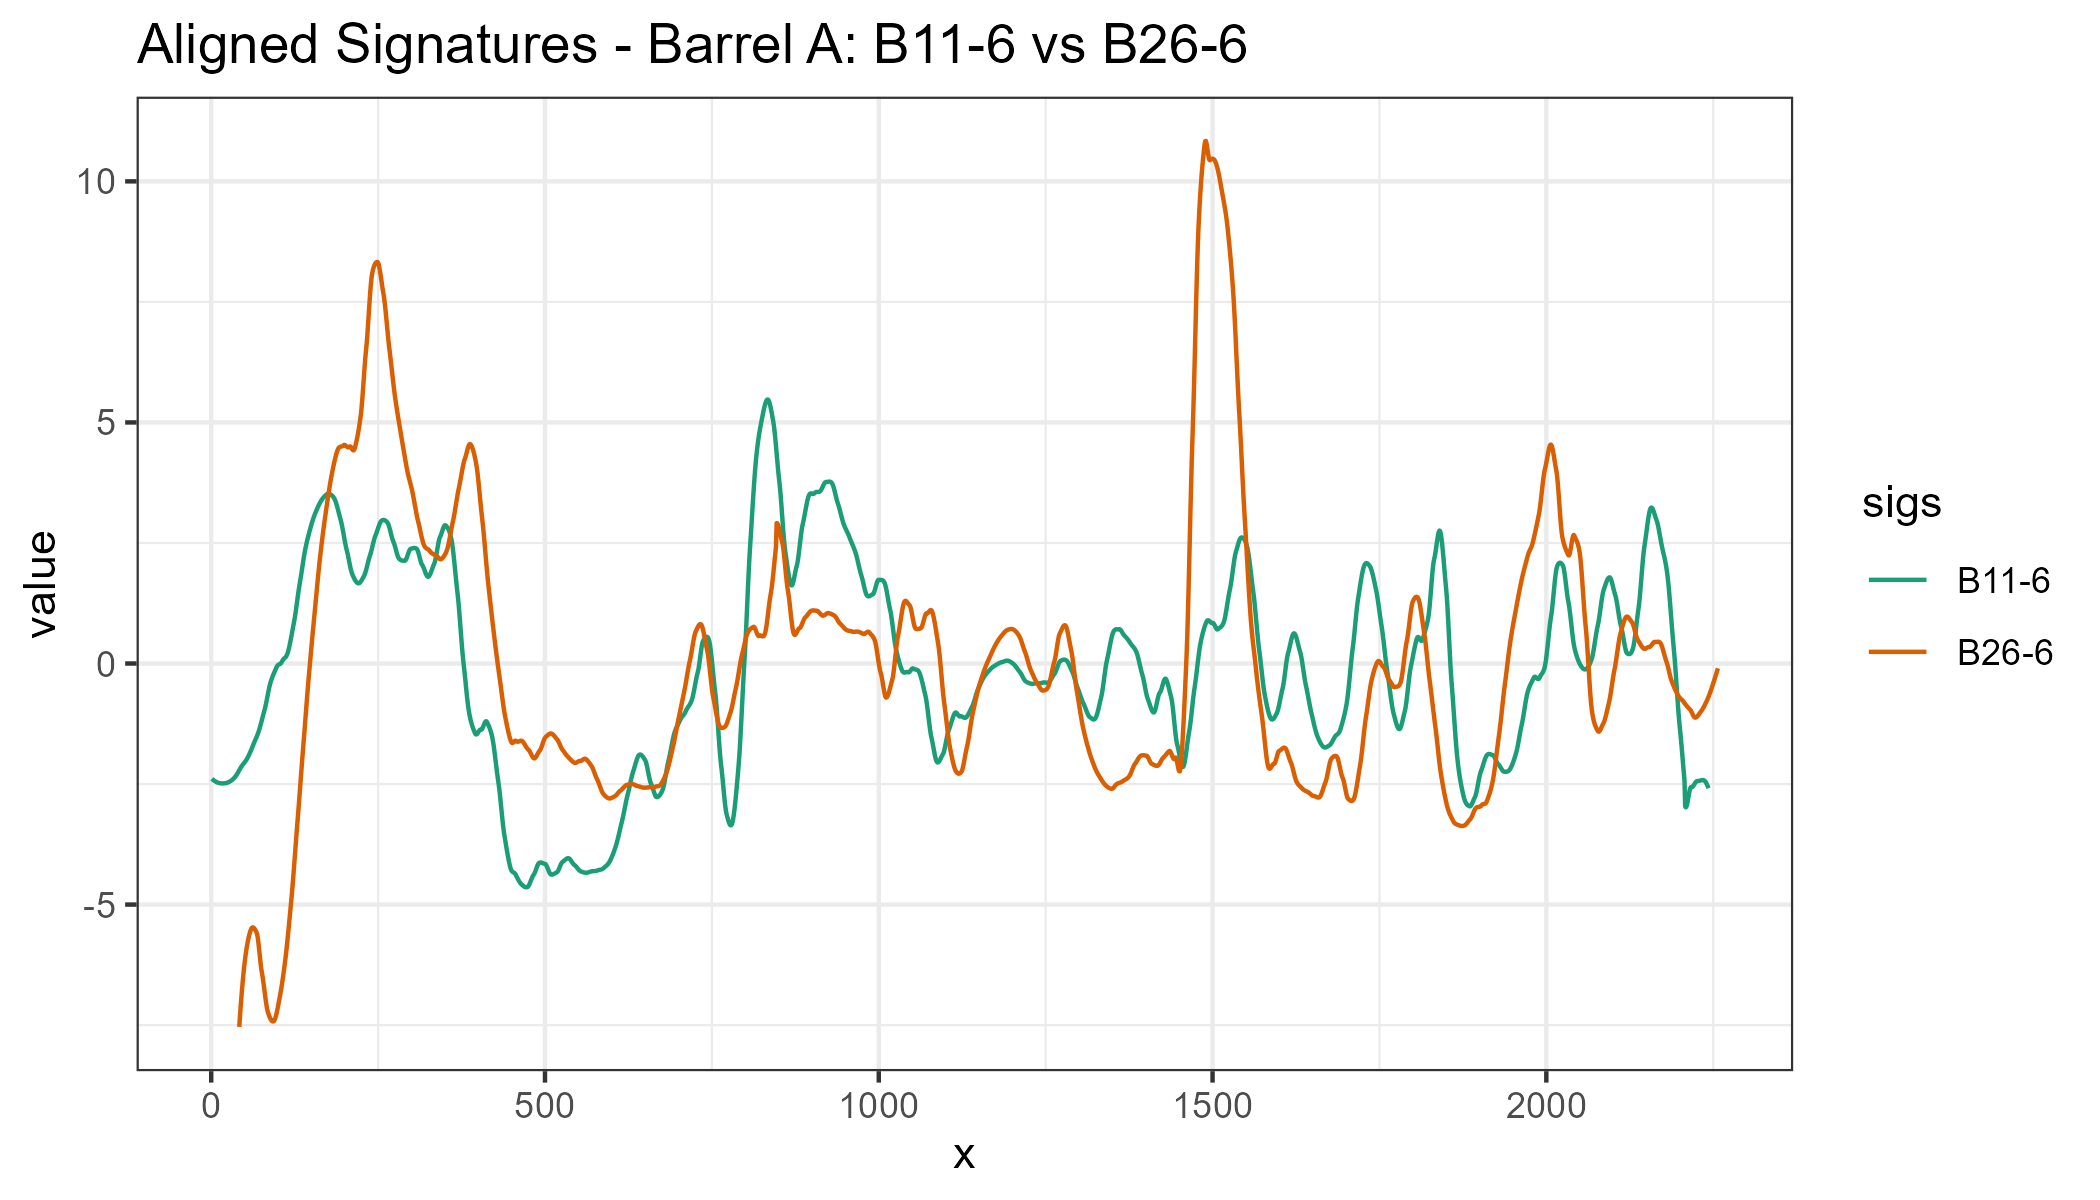 Aligned Signatures - Barrel A: B11-6 vs B26-6
10
5
0
-5
value
0 500 1000 1500 2000
x
sigs
B11-6
B26-6